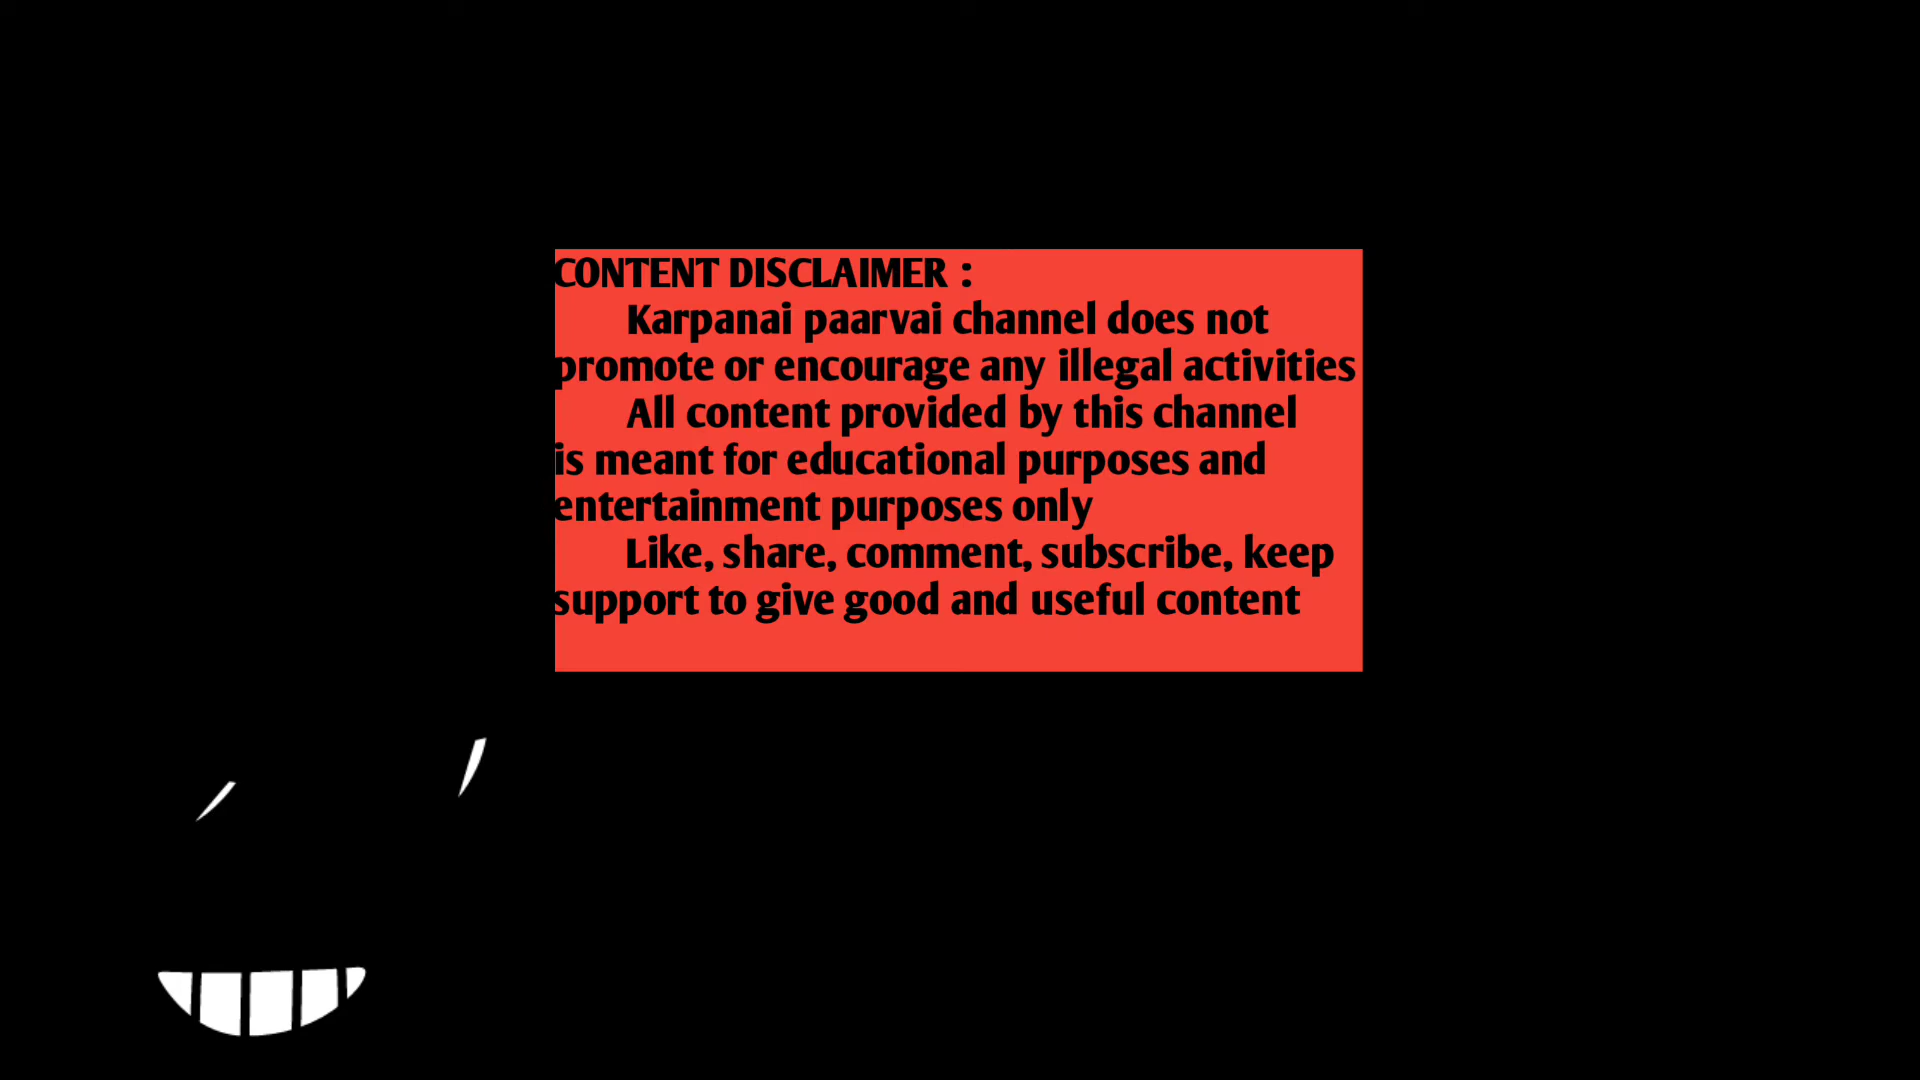 CONTENT DISCLAIMER :
Karpanai paarvai channel does not
promote or encourage any illegal activities
All content provided by this channel
is meant for educational purposes and
entertainment purposes only
Like, share, comment, subscribe, keep
support to give good and useful content